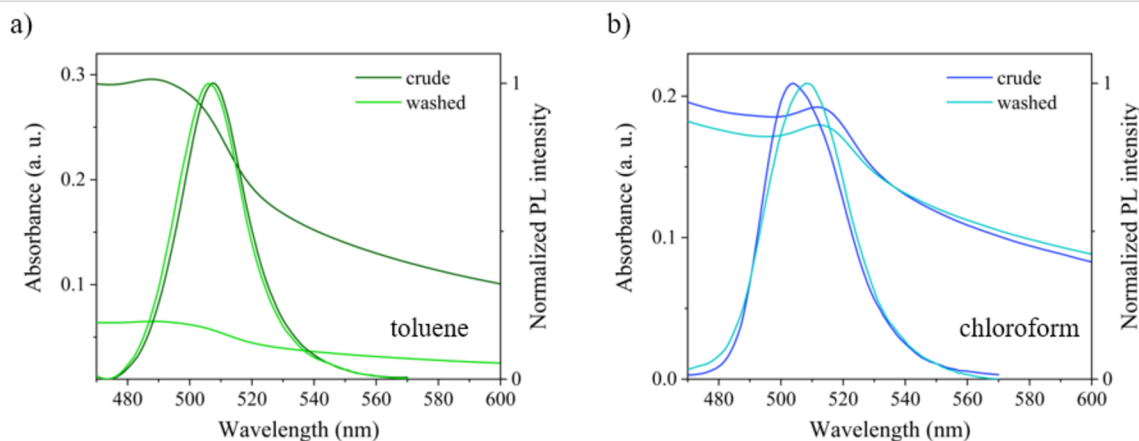 a)
Absorbance (a. u.)
0.3
0.2
0.1
crude
washed
toluene
1
0
Normalized PL intensity
480 500 520 540 560 580 600
Wavelength (nm)
b)
Absorbance (a. u.)
0.2
0.1
0.0
crude
washed
chloroform
1
0
Normalized PL intensity
480 500 520 540 560 580 600
Wavelength (nm)